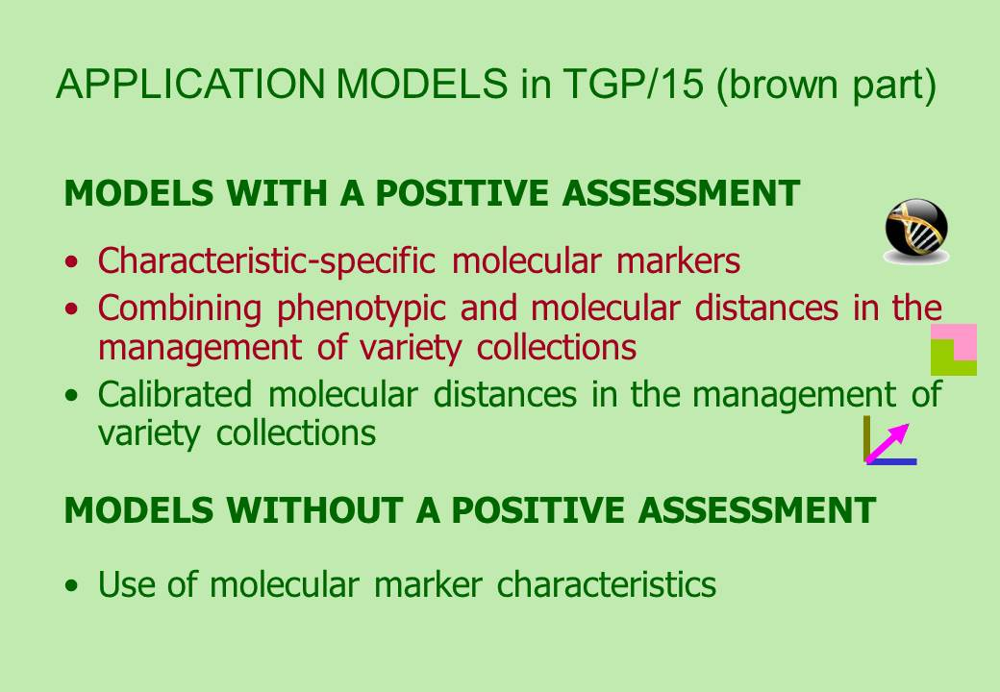 APPLICATION MODELS in TGP/15 (brown part)
MODELS WITH A POSITIVE ASSESSMENT
• Characteristic-specific molecular markers
• Combining phenotypic and molecular distances in the
management of variety collections
• Calibrated molecular distances in the management of
variety collections
MODELS WITHOUT A POSITIVE ASSESSMENT
• Use of molecular marker characteristics